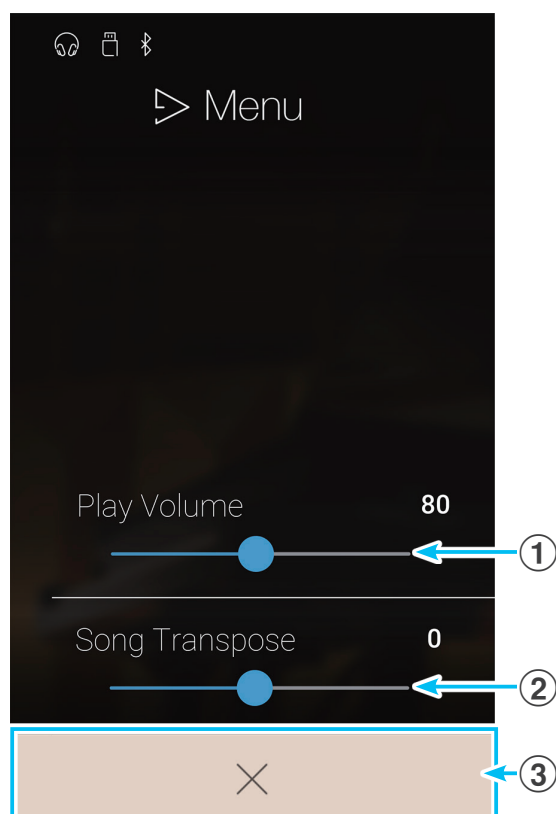 Menu
Play Volume 80
①
Song Transpose 0
②
③